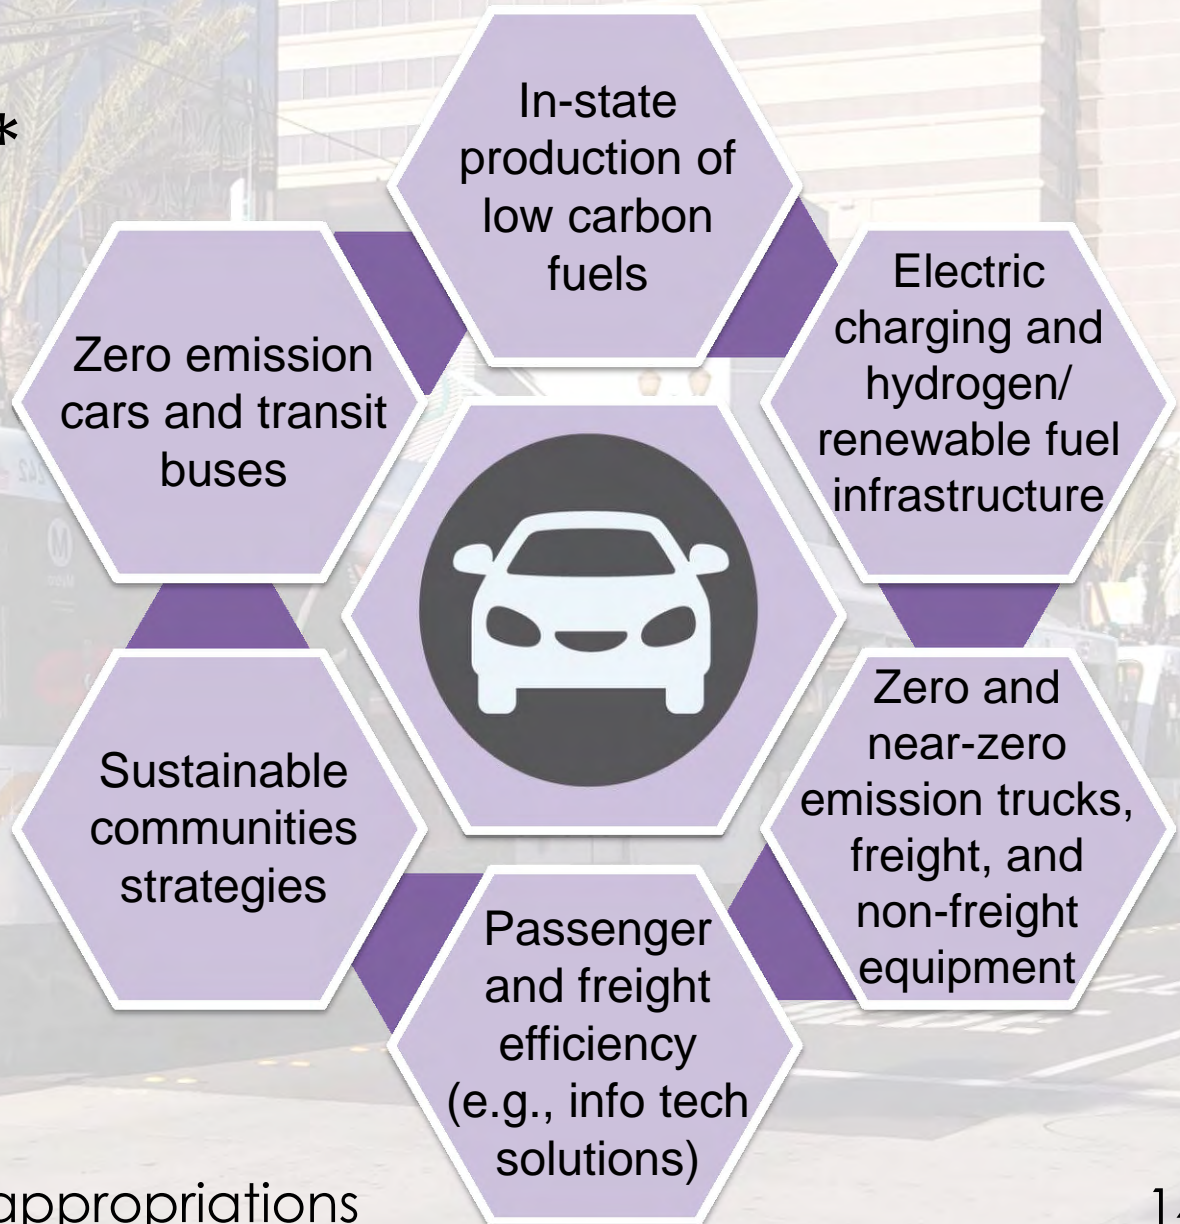 *
In-state
production of
low carbon
fuels
Electric
charging and
hydrogen/
renewable fuel
infrastructure
Zero emission
cars and transit
buses
Zero and
near-zero
emission trucks,
freight, and
non-freight
equipment
Sustainable
communities
strategies
Passenger
and freight
efficiency
(e.g., info tech
solutions)
appropriations